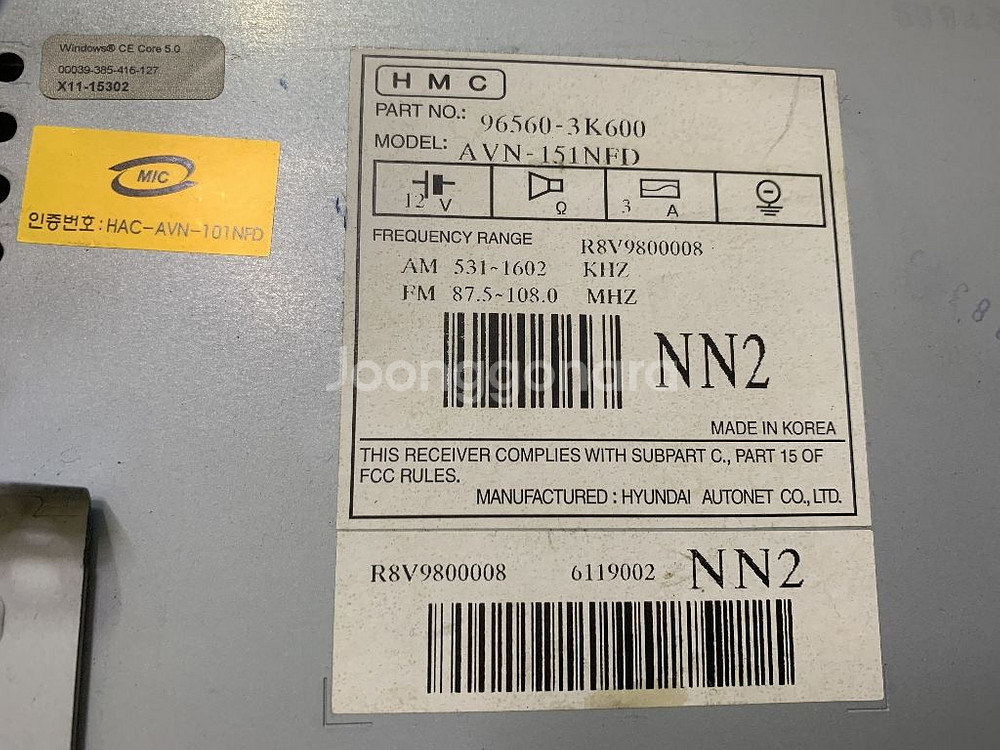 Windows® CE Core 5.0
00039-385-416-127
X11-15302
MIC
인증번호: HAC-AVN-101NFD
HMC
PART NO.: 96560-3K600
MODEL: AVN-151NFD
12 V Ω 3 A
FREQUENCY RANGE R8V9800008
AM 531~1602 KHZ
FM 87.5~108.0 MHZ
NN2
Joonggonara
MADE IN KOREA
THIS RECEIVER COMPLIES WITH SUBPART C., PART 15 OF
FCC RULES.
MANUFACTURED : HYUNDAI AUTONET CO., LTD.
R8V9800008 6119002 NN2